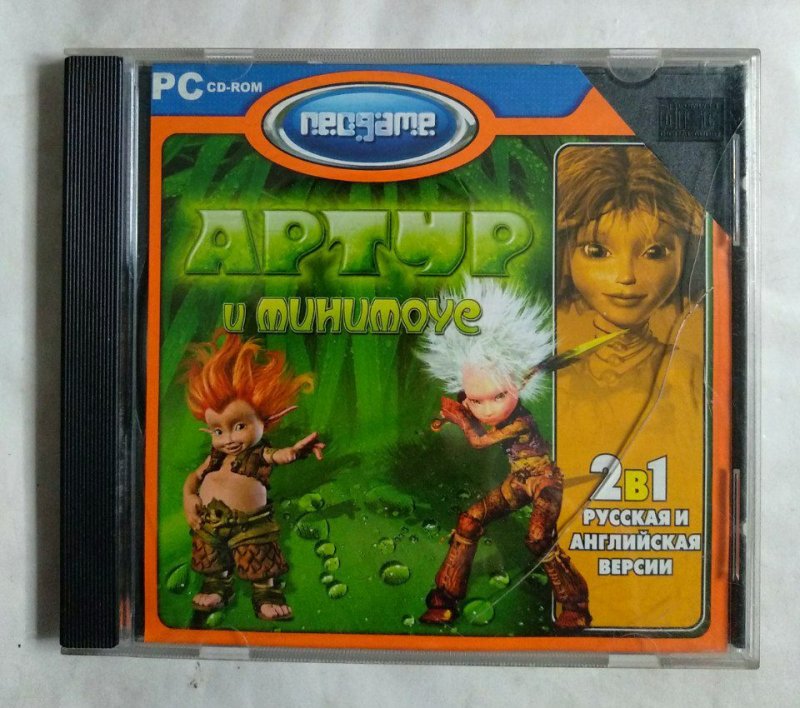 PC CD-ROM
neogame
АРТУР
и минимоус
2в1
РУССКАЯ И
АНГЛИЙСКАЯ
ВЕРСИИ